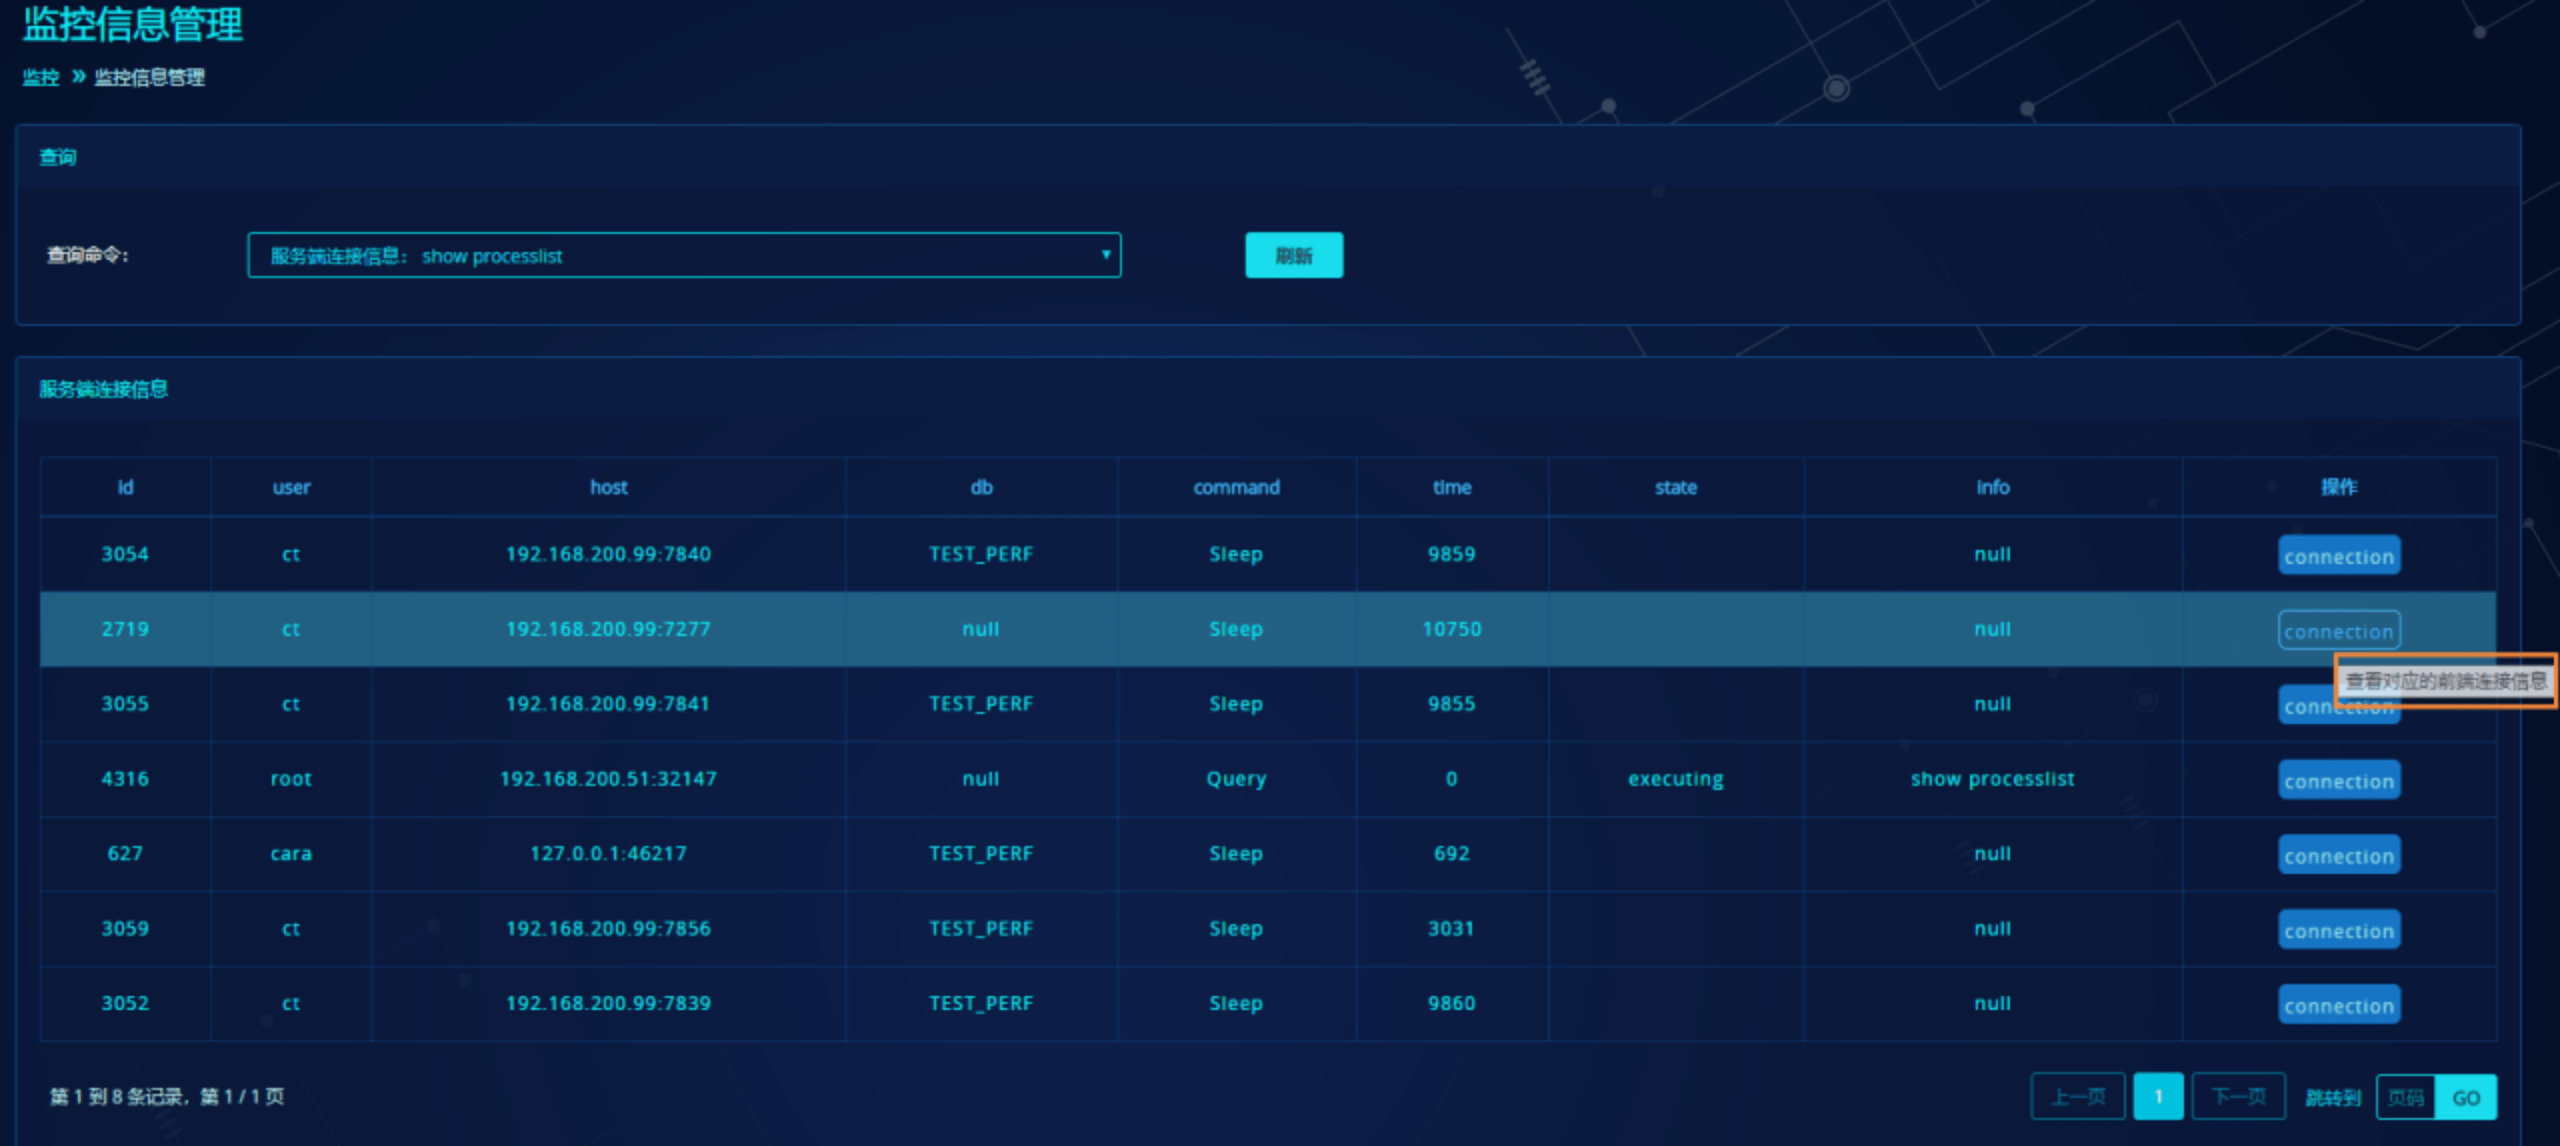 监控信息管理
监控 » 监控信息管理
查询
查询命令: 服务端连接信息: show processlist ▼ 刷新
服务端连接信息
id user host db command time state info 操作
3054 ct 192.168.200.99:7840 TEST_PERF Sleep 9859 null connection
2719 ct 192.168.200.99:7277 null Sleep 10750 null connection
查看对应的前端连接信息
3055 ct 192.168.200.99:7841 TEST_PERF Sleep 9855 null connection
4316 root 192.168.200.51:32147 null Query 0 executing show processlist connection
627 cara 127.0.0.1:46217 TEST_PERF Sleep 692 null connection
3059 ct 192.168.200.99:7856 TEST_PERF Sleep 3031 null connection
3052 ct 192.168.200.99:7839 TEST_PERF Sleep 9860 null connection
第 1 到 8 条记录, 第 1 / 1 页 上一页 1 下一页 跳转到 页码 GO